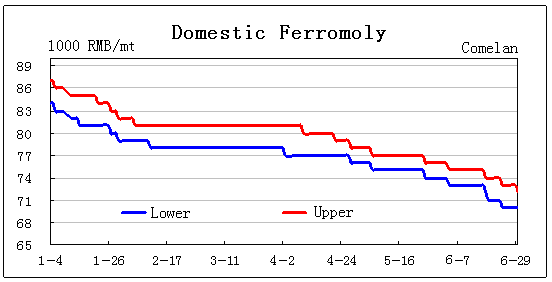 Domestic Ferromoly
1000 RMB/mt
Comelan
89
86
83
80
77
74
71
68
65
Lower
Upper
1-4 1-26 2-17 3-11 4-2 4-24 5-16 6-7 6-29